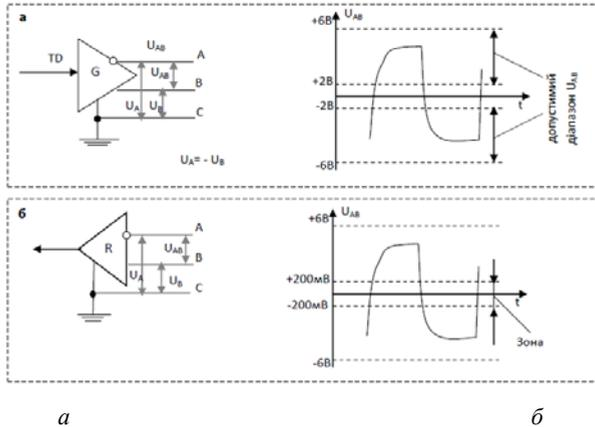 а
TD
G
U_AB
A
U_AB
B
U_A
U_B
C
U_A= - U_B
+6В
U_AB
+2В
-2В
t
-6В
допустимий
діапазон U_AB
б
R
A
U_AB
B
U_A
U_B
C
+6В
U_AB
+200мВ
-200мВ
t
-6В
Зона
а
б